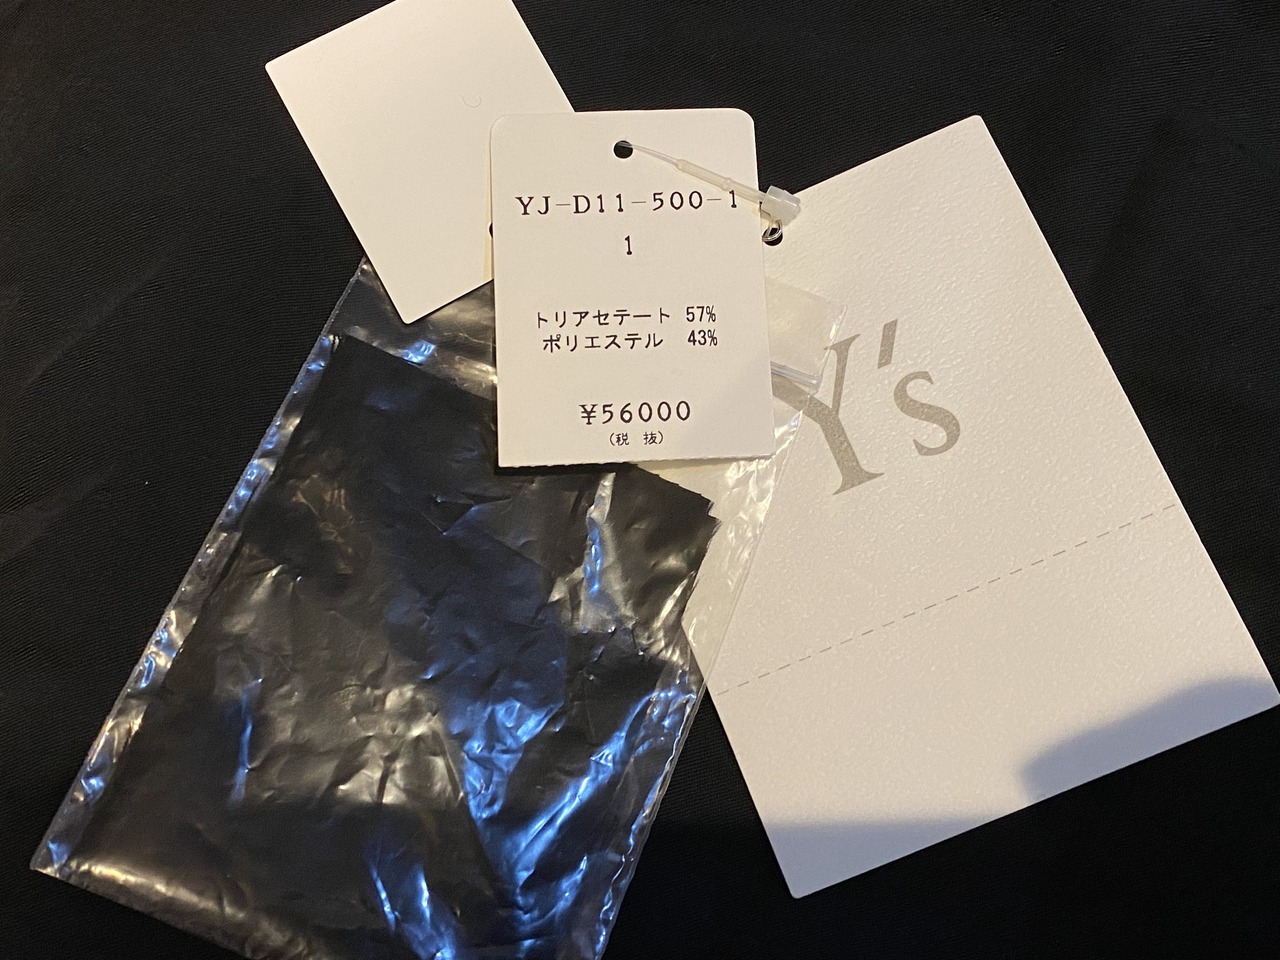 YJ-D11-500-1
1
トリアセテート 57%
ポリエステル 43%
¥56000
(税 抜)
Y's